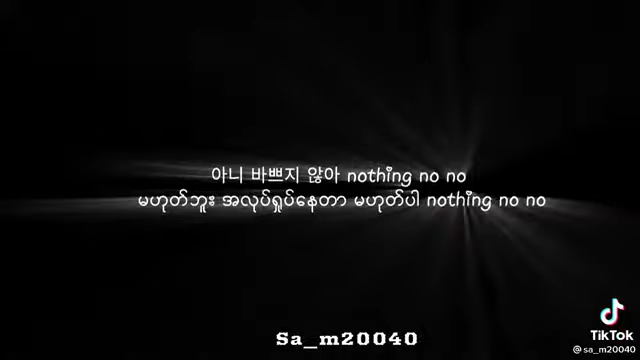 아니 바쁘지 않아 nothing no no
မဟုတ်ဘူး အလုပ်ရှုပ်နေတာ မဟုတ်ပါ nothing no no
Sa_m20040
TikTok
@sa_m20040